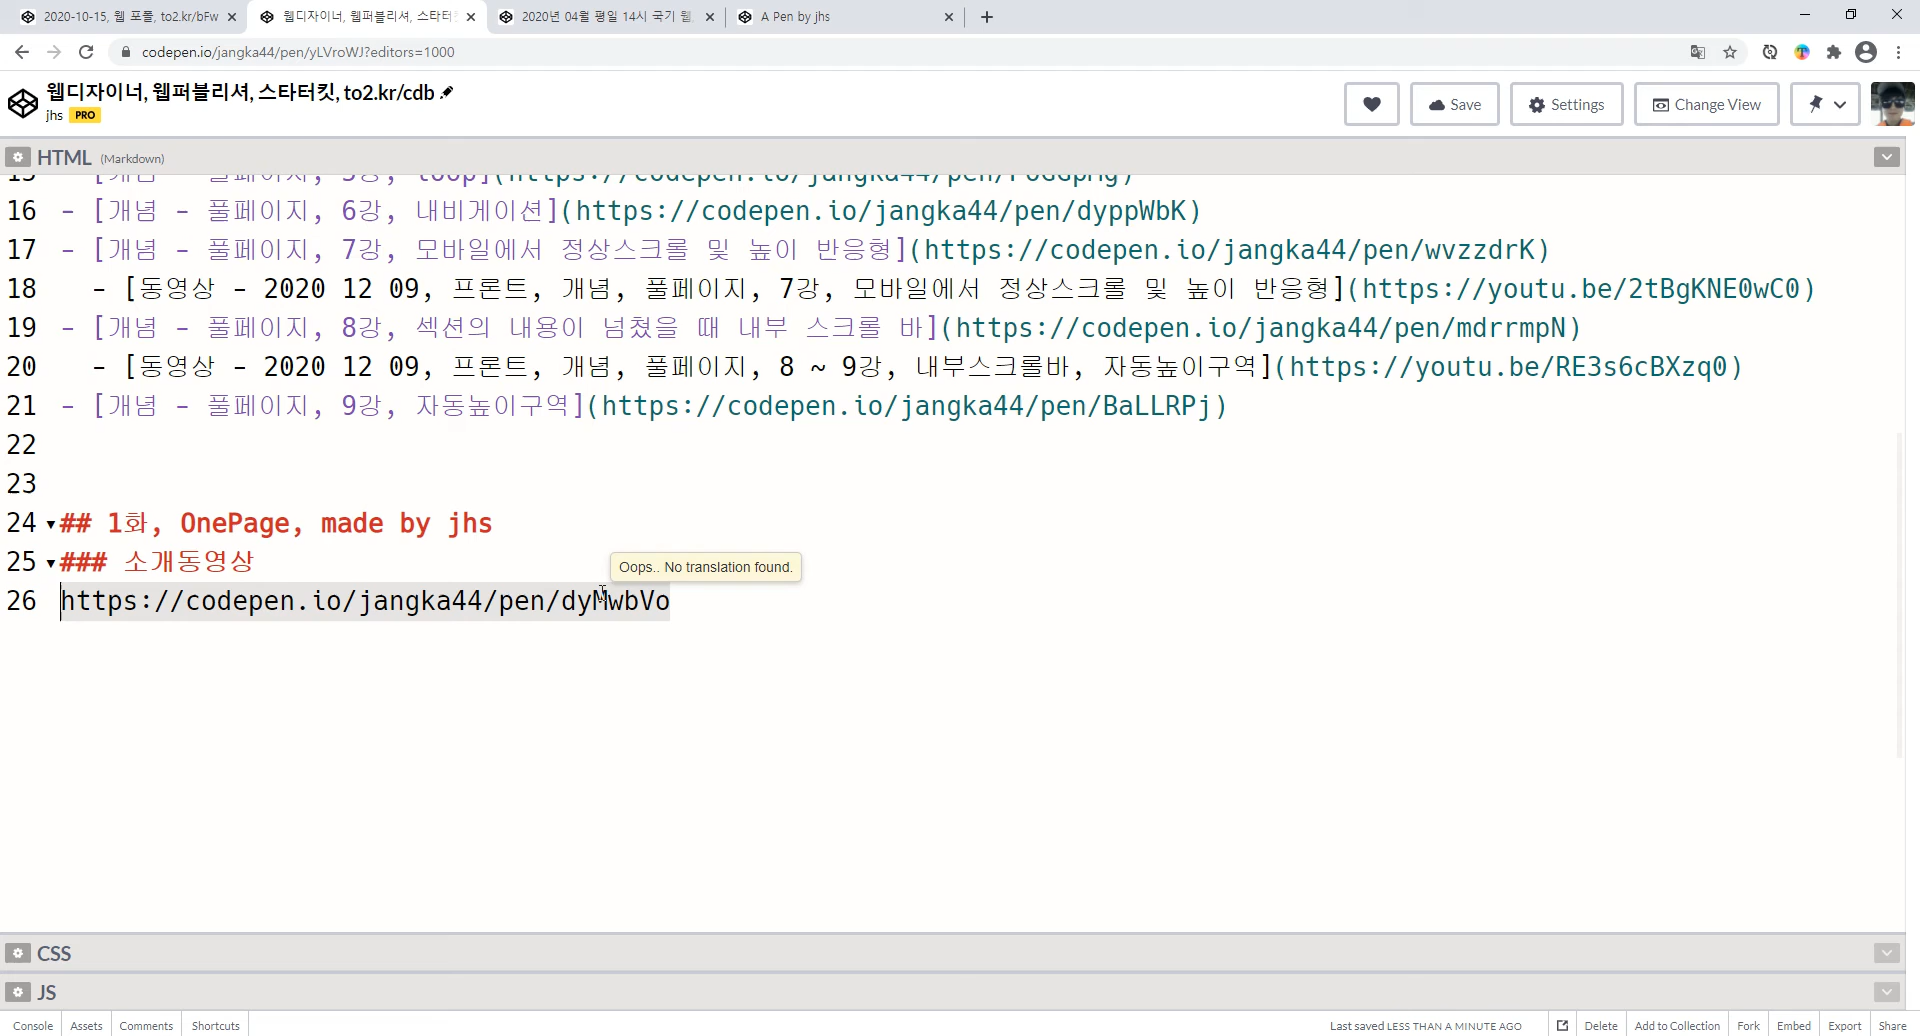 2020-10-15, 웹 포폴, to2.kr/bFw
웹디자이너, 웹퍼블리셔, 스타터
2020년 04월 평일 14시 국기 웹
A Pen by jhs
codepen.io/jangka44/pen/yLVroWJ?editors=1000
웹디자이너, 웹퍼블리셔, 스타터킷, to2.kr/cdb
jhs PRO
Save
Settings
Change View
HTML (Markdown)
16 - [개념 - 풀페이지, 6강, 내비게이션](https://codepen.io/jangka44/pen/dyppWbK)
17 - [개념 - 풀페이지, 7강, 모바일에서 정상스크롤 및 높이 반응형](https://codepen.io/jangka44/pen/wvzzdrK)
18 - [동영상 - 2020 12 09, 프론트, 개념, 풀페이지, 7강, 모바일에서 정상스크롤 및 높이 반응형](https://youtu.be/2tBgKNE0wC0)
19 - [개념 - 풀페이지, 8강, 섹션의 내용이 넘쳤을 때 내부 스크롤 바](https://codepen.io/jangka44/pen/mdrrmpN)
20 - [동영상 - 2020 12 09, 프론트, 개념, 풀페이지, 8 ~ 9강, 내부스크롤바, 자동높이구역](https://youtu.be/RE3s6cBXzq0)
21 - [개념 - 풀페이지, 9강, 자동높이구역](https://codepen.io/jangka44/pen/BaLLRPj)
22
23
24 ## 1화, OnePage, made by jhs
25 ### 소개동영상
Oops.. No translation found.
26 https://codepen.io/jangka44/pen/dyMwbVo
CSS
JS
Console Assets Comments Shortcuts
Last saved LESS THAN A MINUTE AGO Delete Add to Collection Fork Embed Export Share